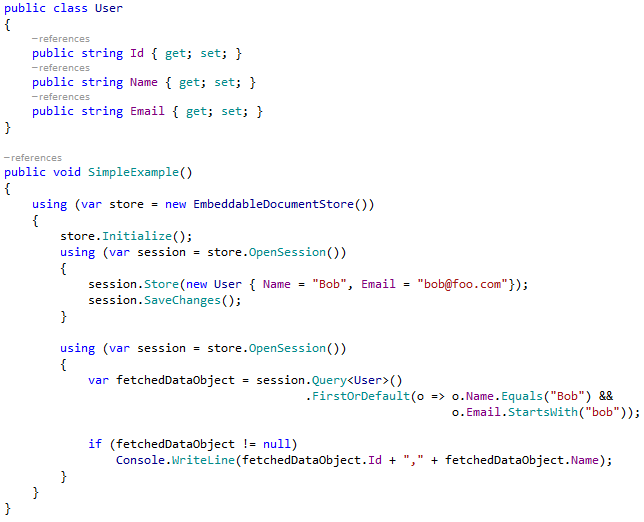 public class User
{
—references
public string Id { get; set; }
—references
public string Name { get; set; }
—references
public string Email { get; set; }
}
—references
public void SimpleExample()
{
using (var store = new EmbeddableDocumentStore())
{
store.Initialize();
using (var session = store.OpenSession())
{
session.Store(new User { Name = "Bob", Email = "bob@foo.com"});
session.SaveChanges();
}
using (var session = store.OpenSession())
{
var fetchedDataObject = session.Query<User>()
.FirstOrDefault(o => o.Name.Equals("Bob") &&
o.Email.StartsWith("bob"));
if (fetchedDataObject != null)
Console.WriteLine(fetchedDataObject.Id + "," + fetchedDataObject.Name);
}
}
}